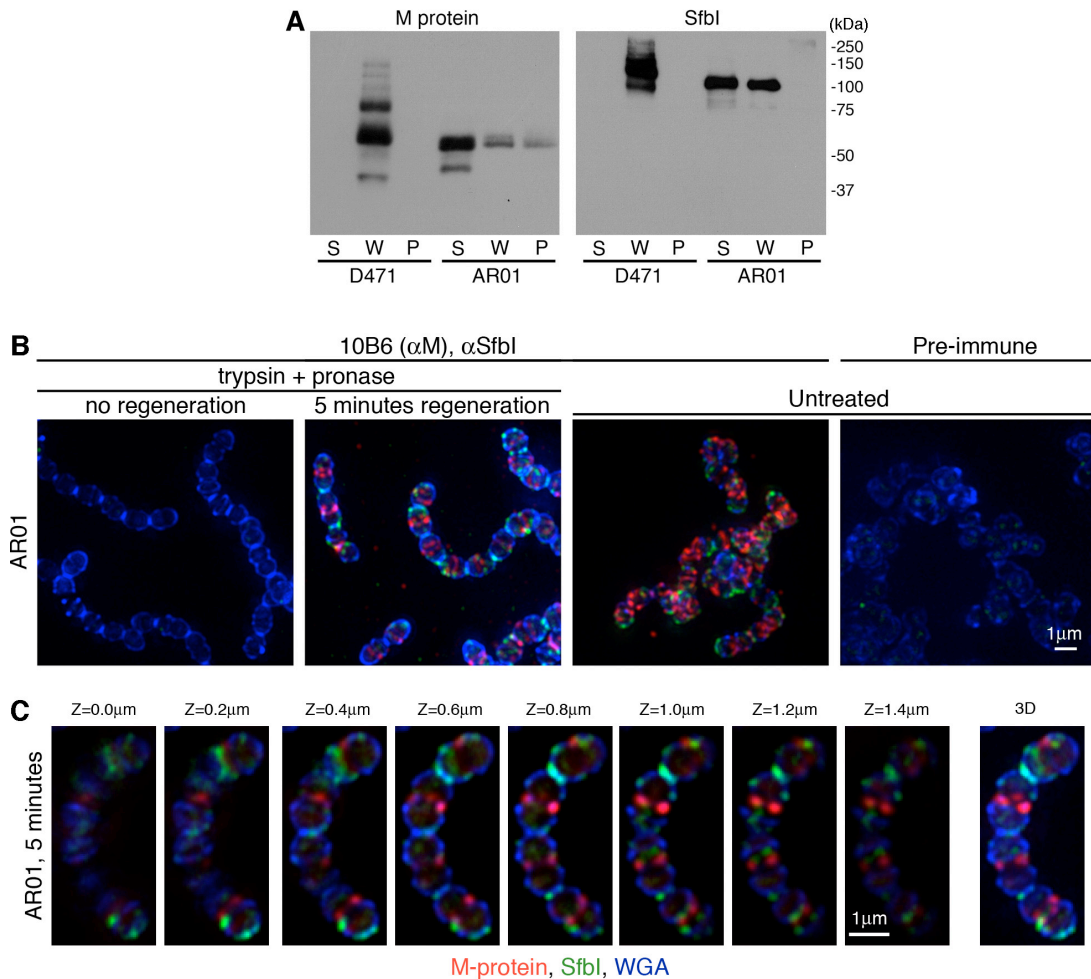 A
M protein
SfbI
(kDa)
-250
-150
-100
-75
-50
-37
S W P S W P
D471 AR01
S W P S W P
D471 AR01
B
10B6 (αM), αSfbI
Pre-immune
trypsin + pronase
no regeneration
5 minutes regeneration
Untreated
AR01
1μm
C
Z=0.0μm Z=0.2μm Z=0.4μm Z=0.6μm Z=0.8μm Z=1.0μm Z=1.2μm Z=1.4μm 3D
AR01, 5 minutes
1μm
M-protein, SfbI, WGA